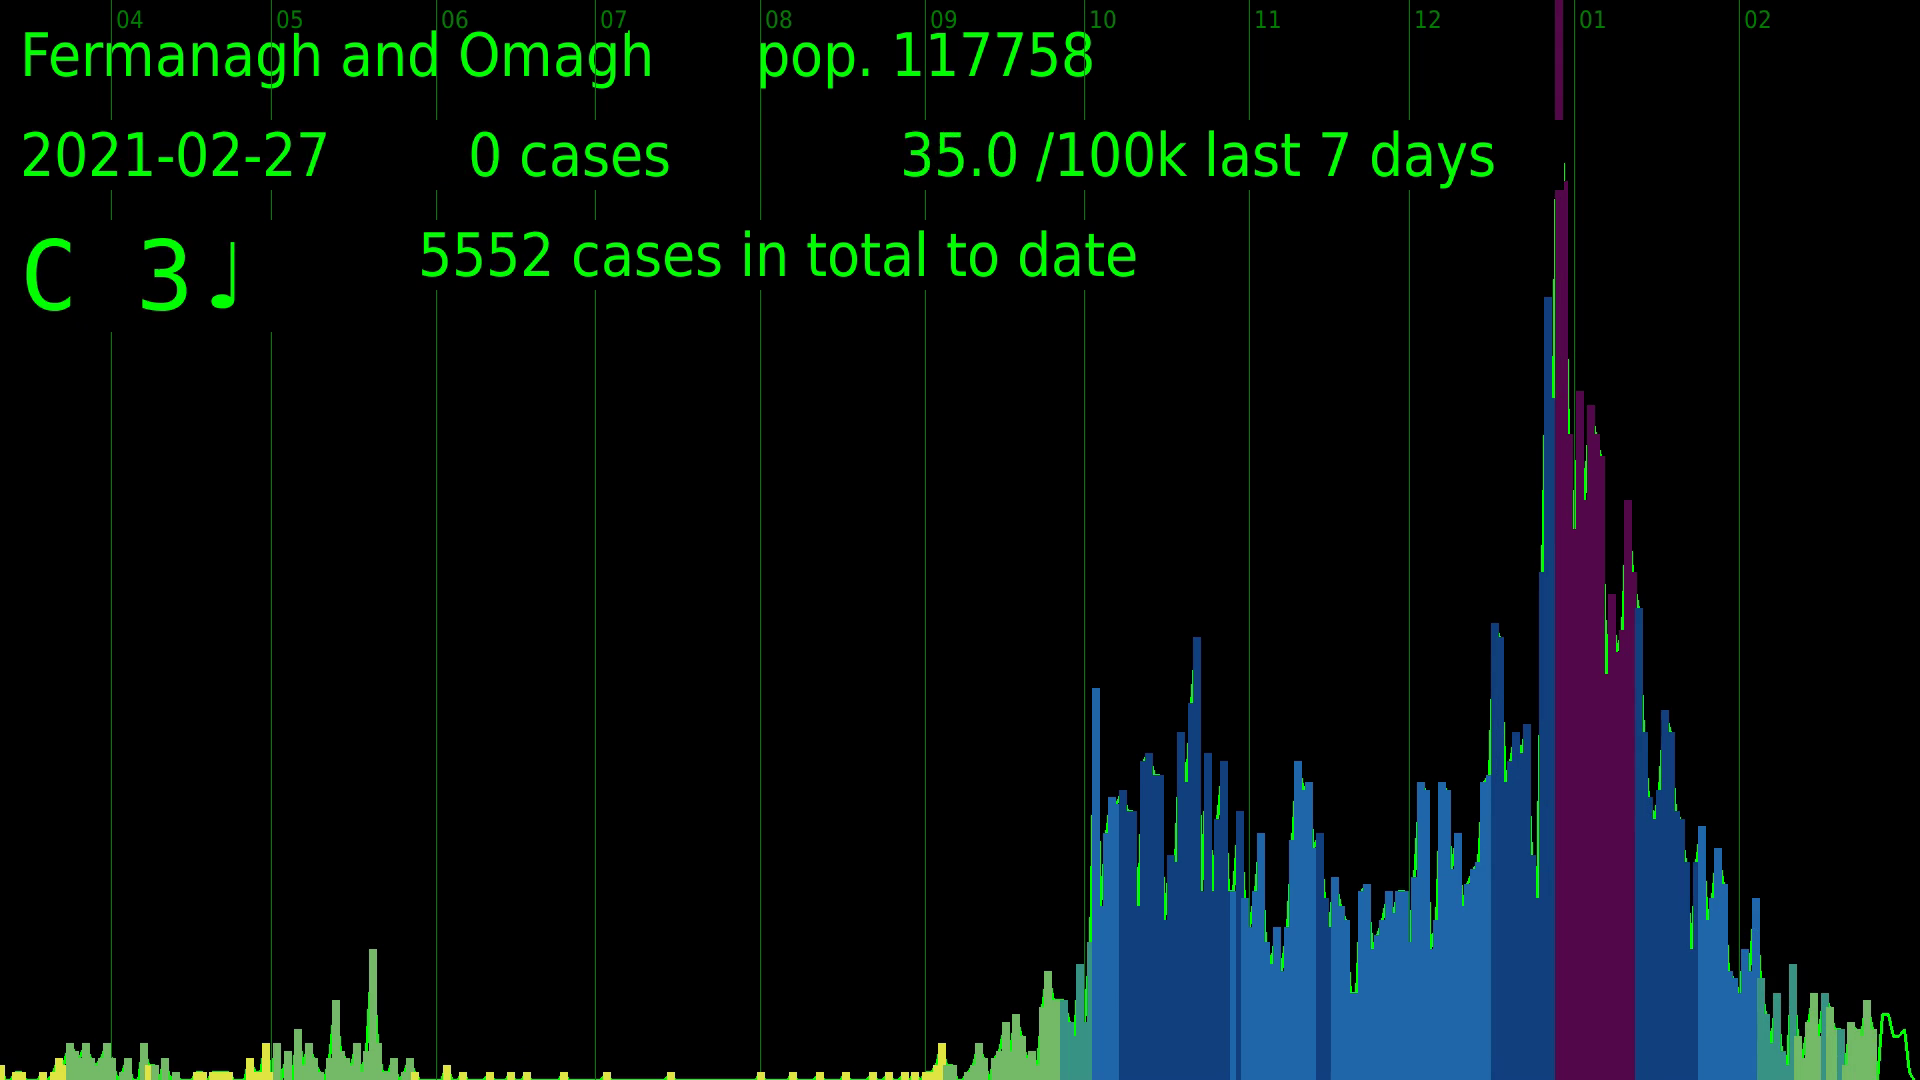 04 05 06 07 08 09 10 11 12 01 02
Fermanagh and Omagh pop. 117758
2021-02-27 0 cases 35.0 /100k last 7 days
C 3♩ 5552 cases in total to date